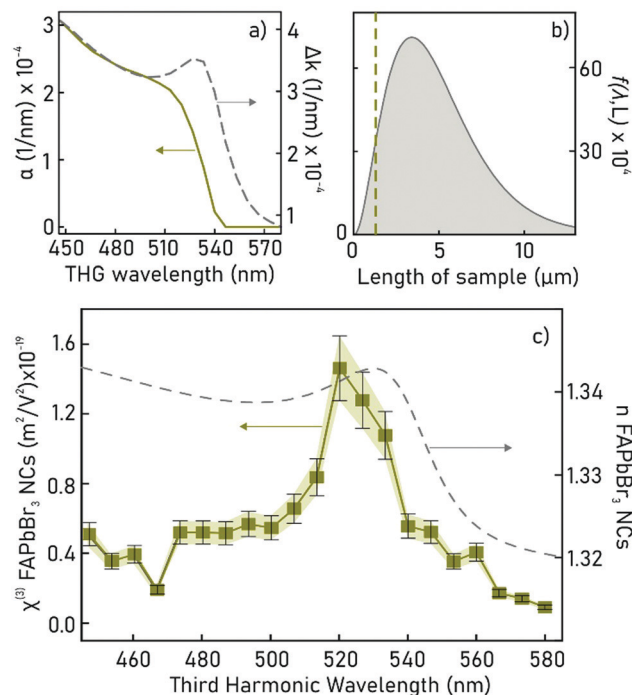 3
2
1
0
α (1/nm) x 10⁻⁴
a)
4
3
2
1
Δk (1/nm) x 10⁻⁴
450 480 510 540 570
THG wavelength (nm)
b)
60
30
f(λ,L) x 10⁴
0
0 5 10
Length of sample (μm)
c)
1.6
1.2
0.8
0.4
0.0
χ⁽³⁾ FAPbBr₃ NCs (m²/V²)x10⁻¹⁹
1.34
1.33
1.32
n FAPbBr₃ NCs
460 480 500 520 540 560 580
Third Harmonic Wavelength (nm)